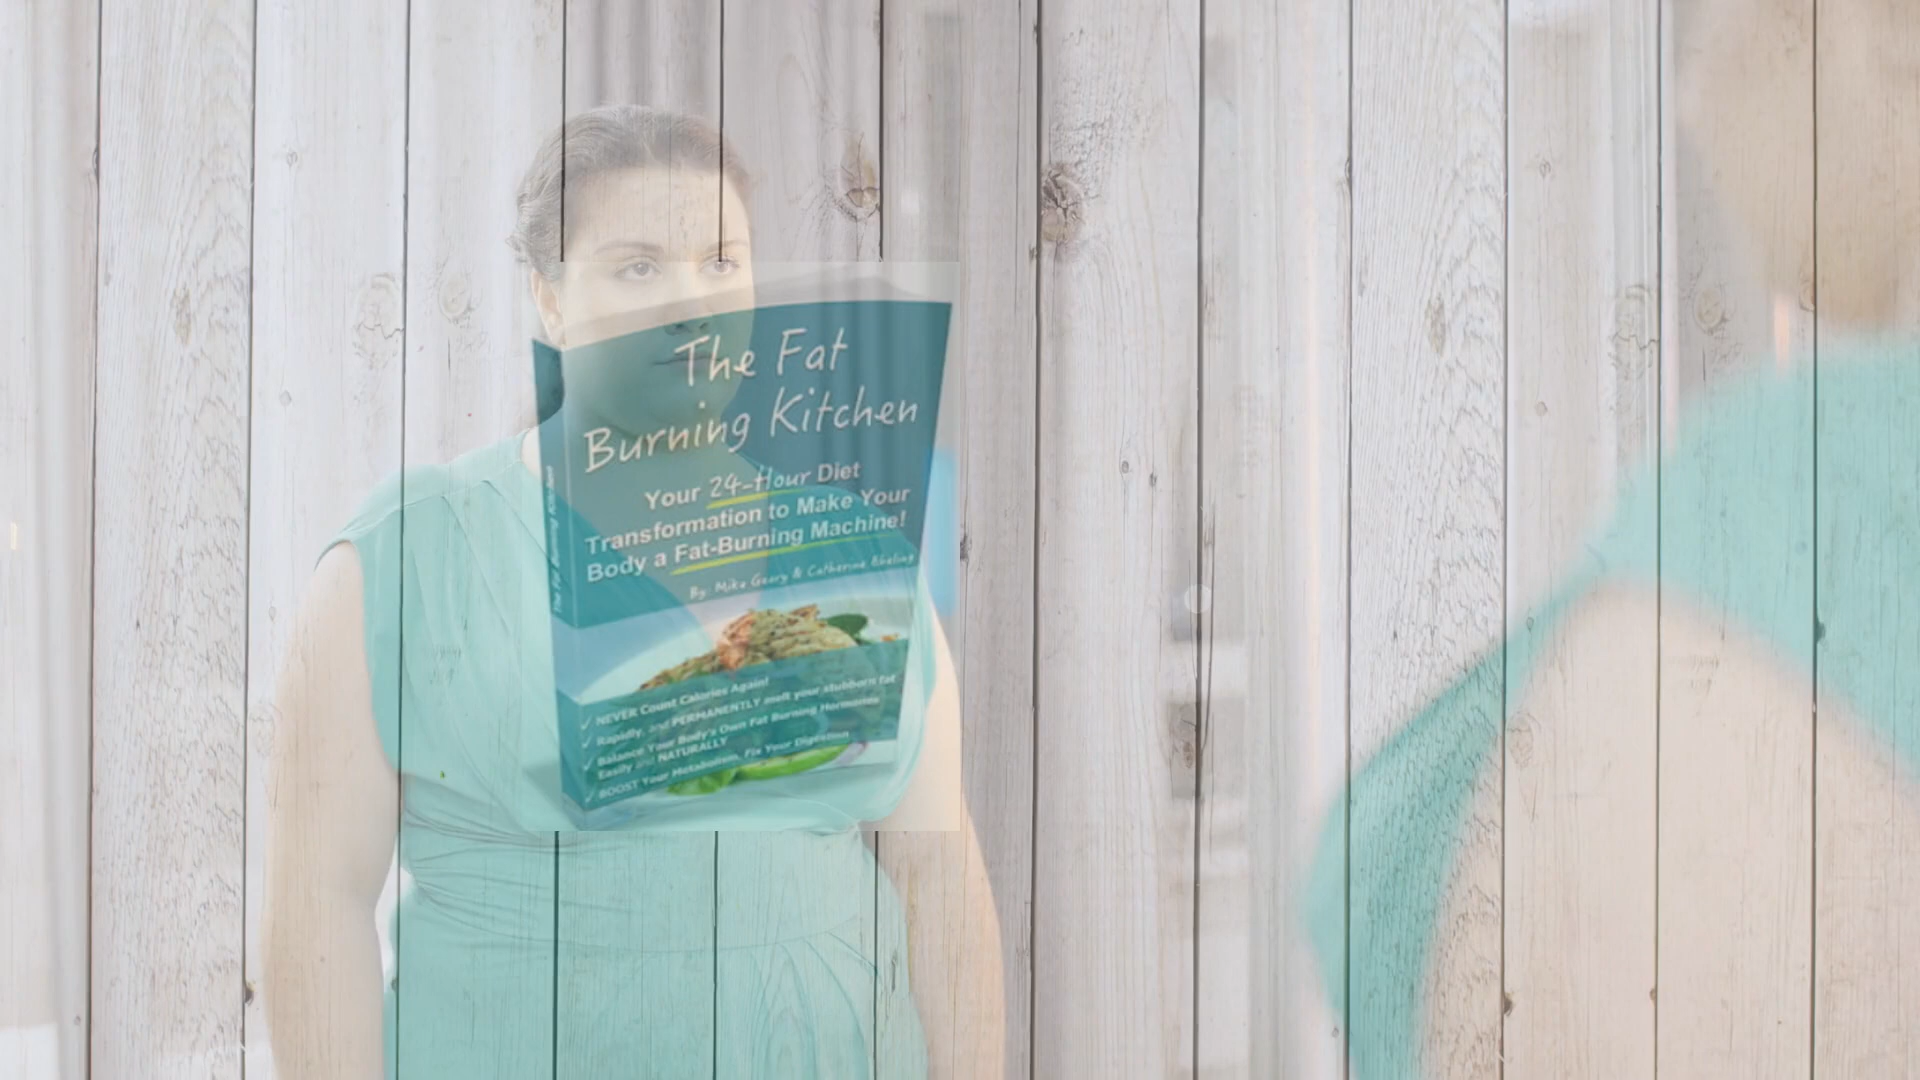 The Fat
Burning Kitchen
Your 24-Hour Diet
Transformation to Make Your
Body a Fat-Burning Machine!
By: Mike Geary & Catherine Ebeling
The Fat Burning Kitchen
NEVER Count Calories Again!
Rapidly, and PERMANENTLY melt your stubborn fat
Balance Your Body's Own Fat Burning Hormones
Easily and NATURALLY
BOOST Your Metabolism, Fix Your Digestion